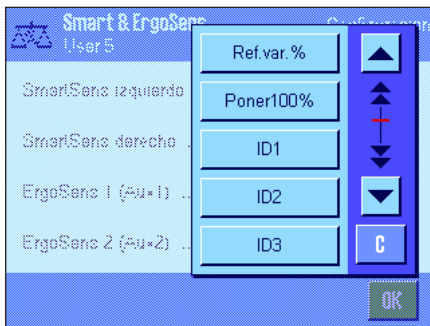 Smart & ErgoSens
User 5
SmartSens izquierdo
SmartSens derecho ..
ErgoSens 1 (Aux1) ..
ErgoSens 2 (Aux2) ..
Ref.var.%
Poner100%
ID1
ID2
ID3
C
OK